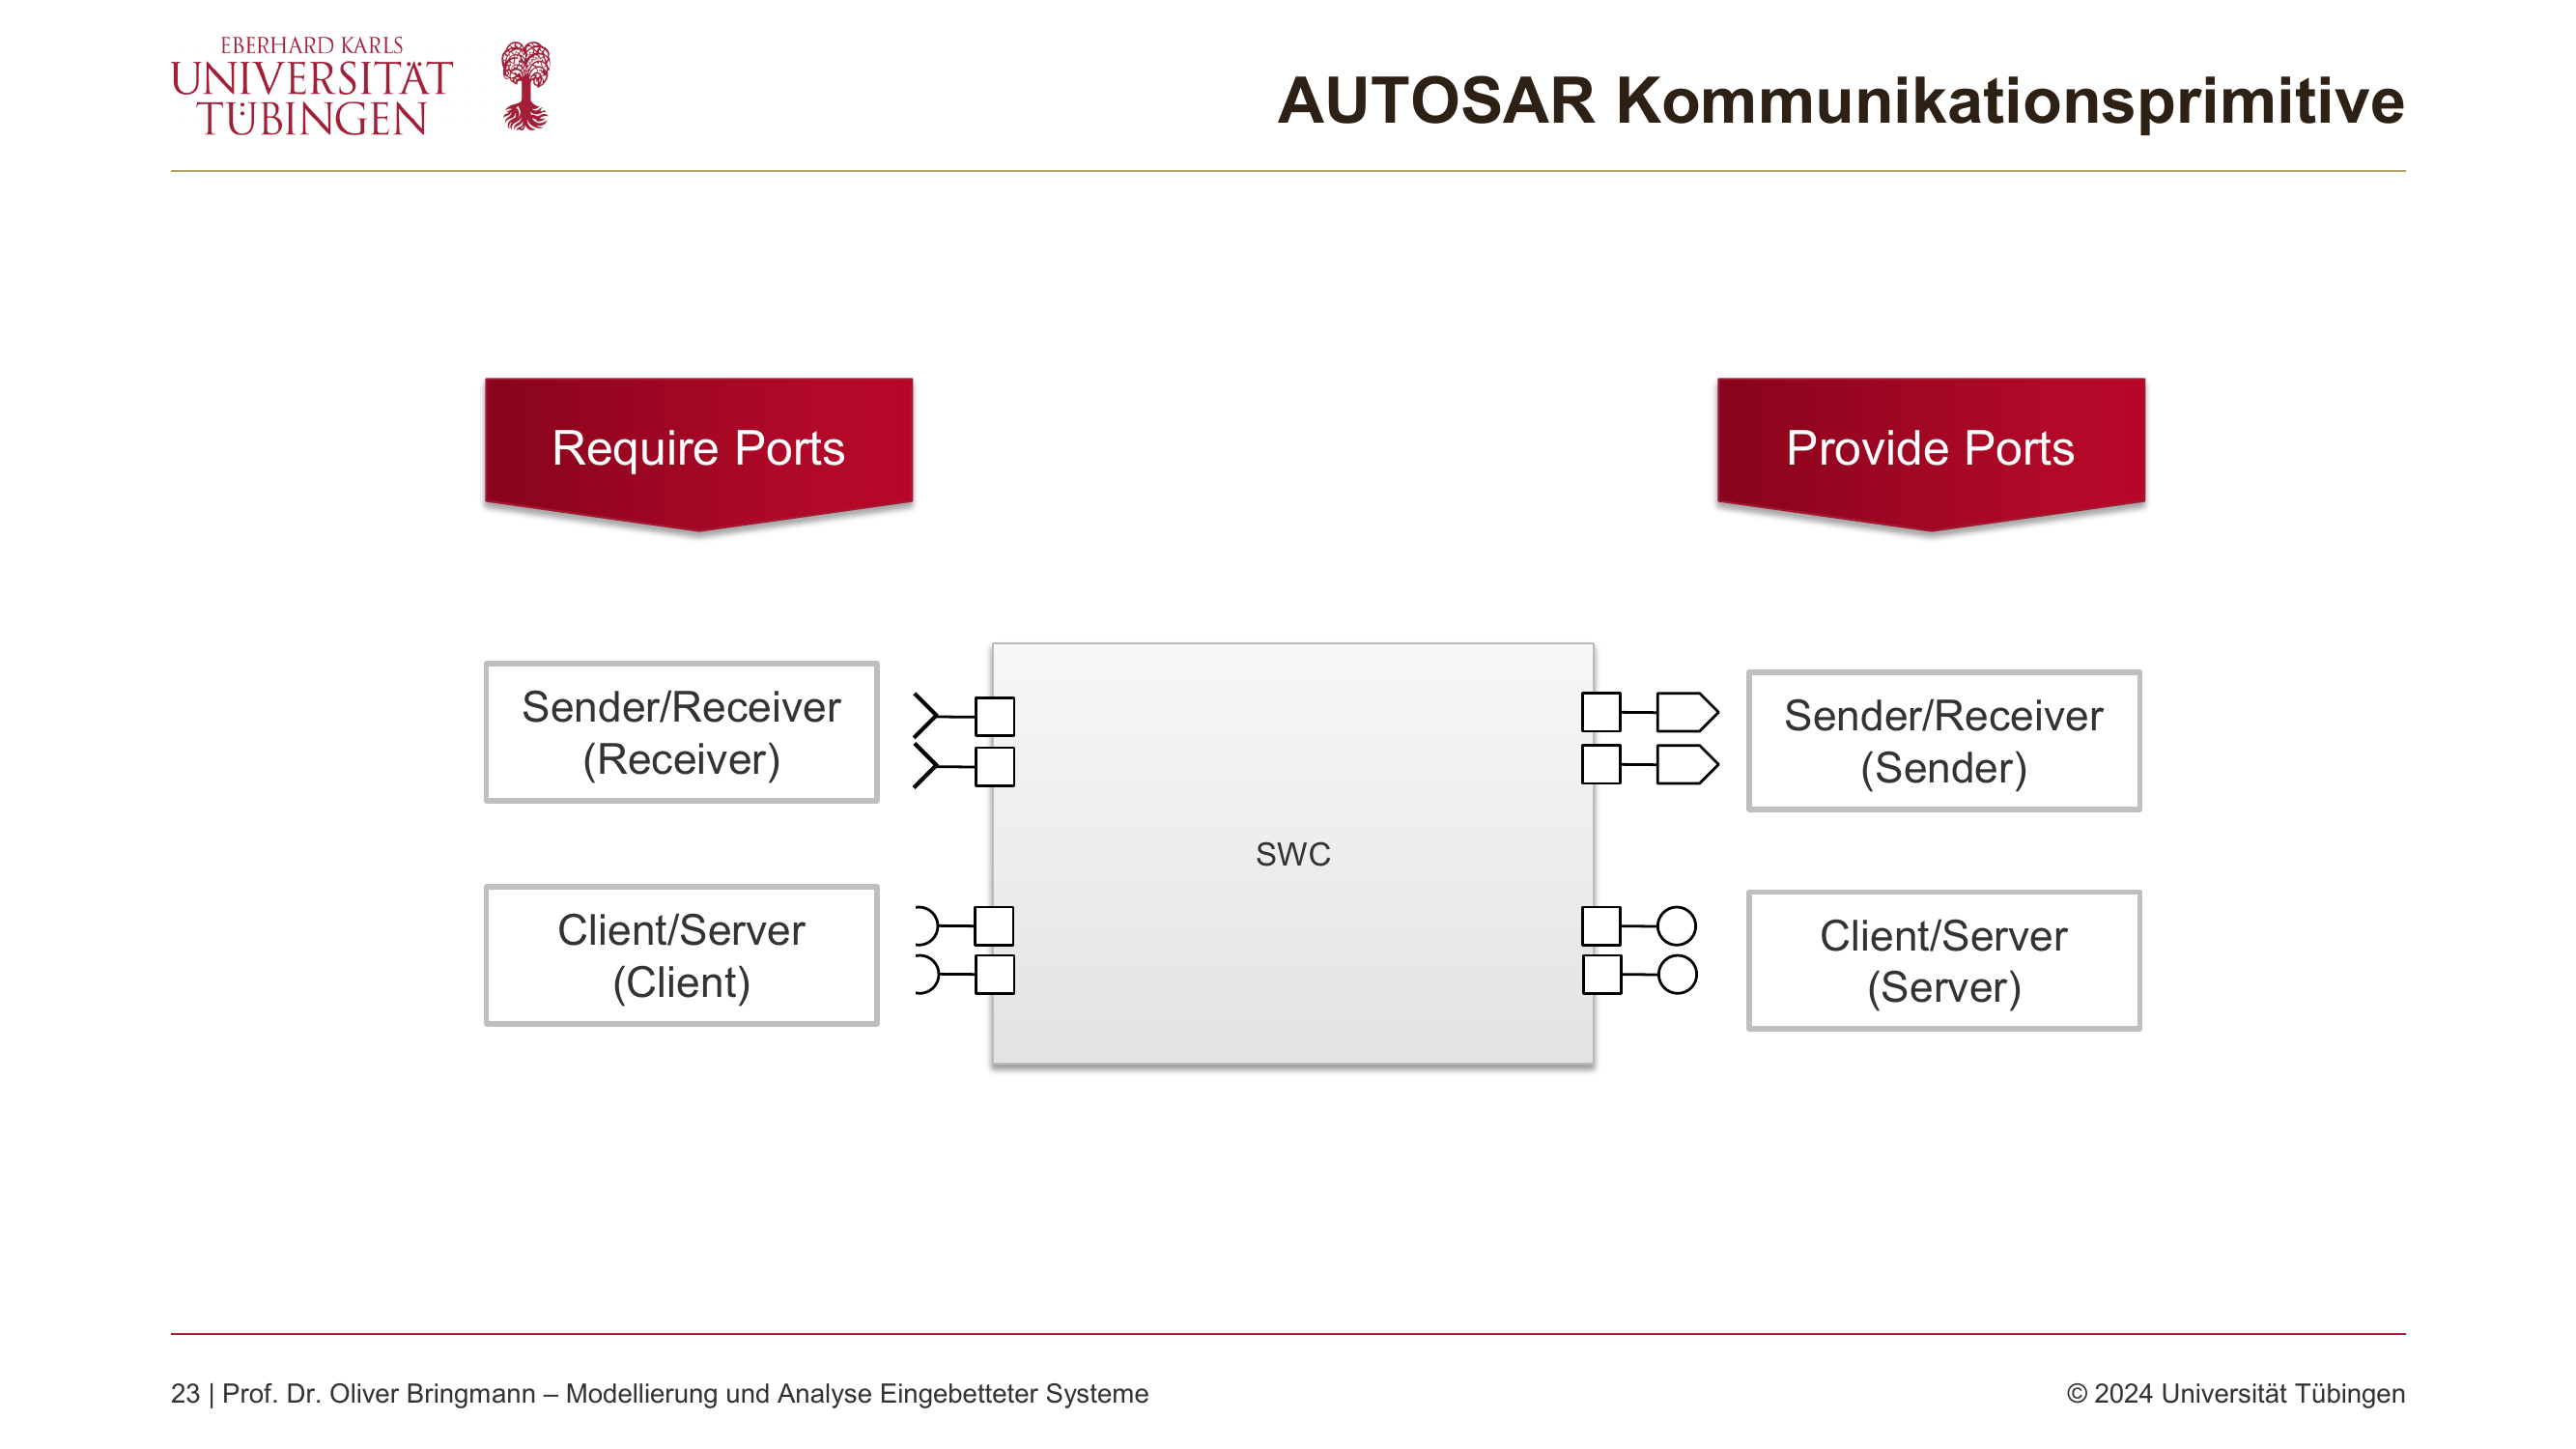 EBERHARD KARLS
UNIVERSITÄT
TÜBINGEN
AUTOSAR Kommunikationsprimitive
Require Ports
Provide Ports
Sender/Receiver
(Receiver)
Sender/Receiver
(Sender)
SWC
Client/Server
(Client)
Client/Server
(Server)
23 | Prof. Dr. Oliver Bringmann – Modellierung und Analyse Eingebetteter Systeme
© 2024 Universität Tübingen